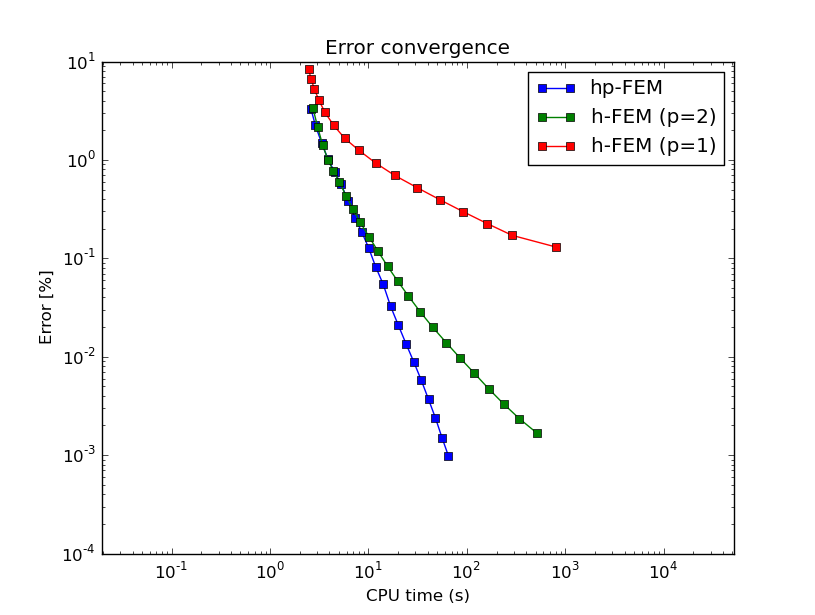 Error convergence
hp-FEM
h-FEM (p=2)
h-FEM (p=1)
Error [%]
10^1
10^0
10^-1
10^-2
10^-3
10^-4
10^-1 10^0 10^1 10^2 10^3 10^4
CPU time (s)